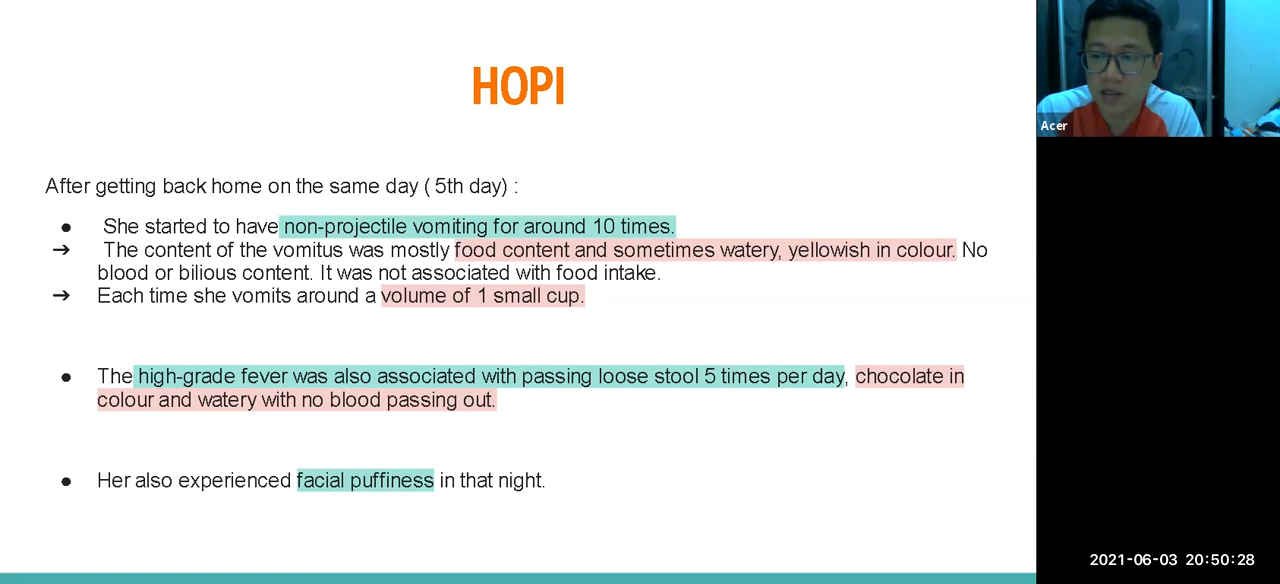 HOPI
Acer
After getting back home on the same day ( 5th day) :
● She started to have non-projectile vomiting for around 10 times.
➔ The content of the vomitus was mostly food content and sometimes watery, yellowish in colour. No
blood or bilious content. It was not associated with food intake.
➔ Each time she vomits around a volume of 1 small cup.
● The high-grade fever was also associated with passing loose stool 5 times per day, chocolate in
colour and watery with no blood passing out.
● Her also experienced facial puffiness in that night.
2021-06-03 20:50:28